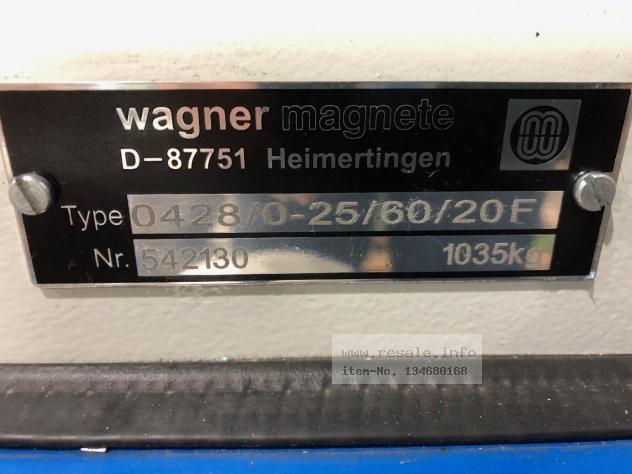 wagner magnete
D-87751 Heimertingen
Type 0428/0-25/60/20F
Nr. 542130 1035kg
www.resale.info
item-No. 134680168